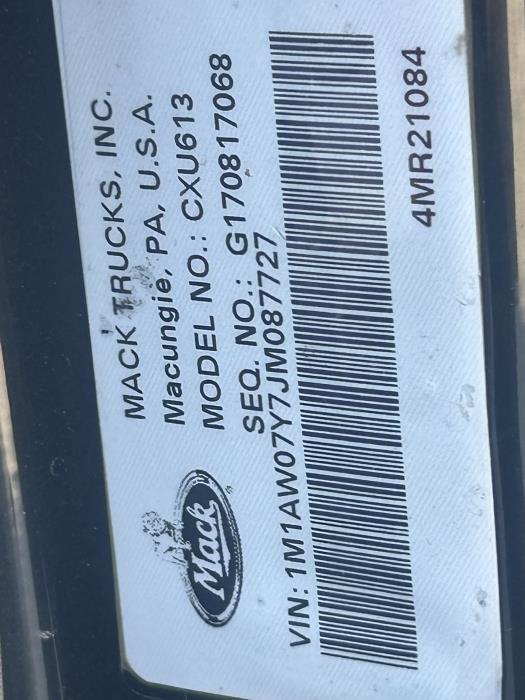 MACK TRUCKS, INC.
Macungie, PA, U.S.A.
MODEL NO.: CXU613
SEQ. NO.: G170817068
Mack
®
VIN: 1M1AW07Y7JM087727
4MR21084